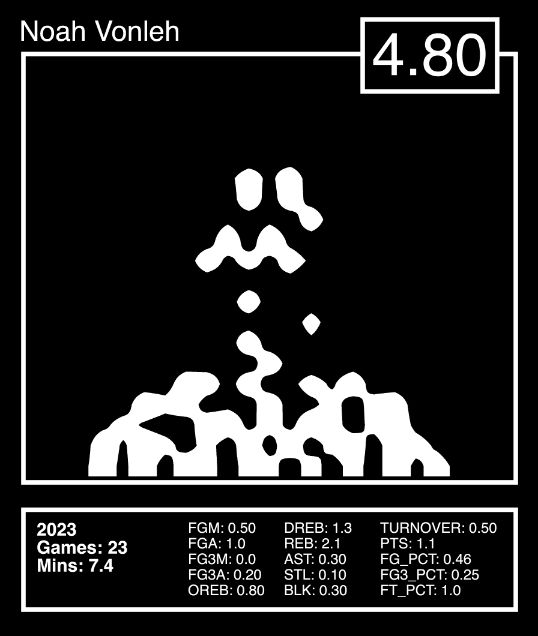 Noah Vonleh
4.80
2023
Games: 23
Mins: 7.4
FGM: 0.50
FGA: 1.0
FG3M: 0.0
FG3A: 0.20
OREB: 0.80
DREB: 1.3
REB: 2.1
AST: 0.30
STL: 0.10
BLK: 0.30
TURNOVER: 0.50
PTS: 1.1
FG_PCT: 0.46
FG3_PCT: 0.25
FT_PCT: 1.0